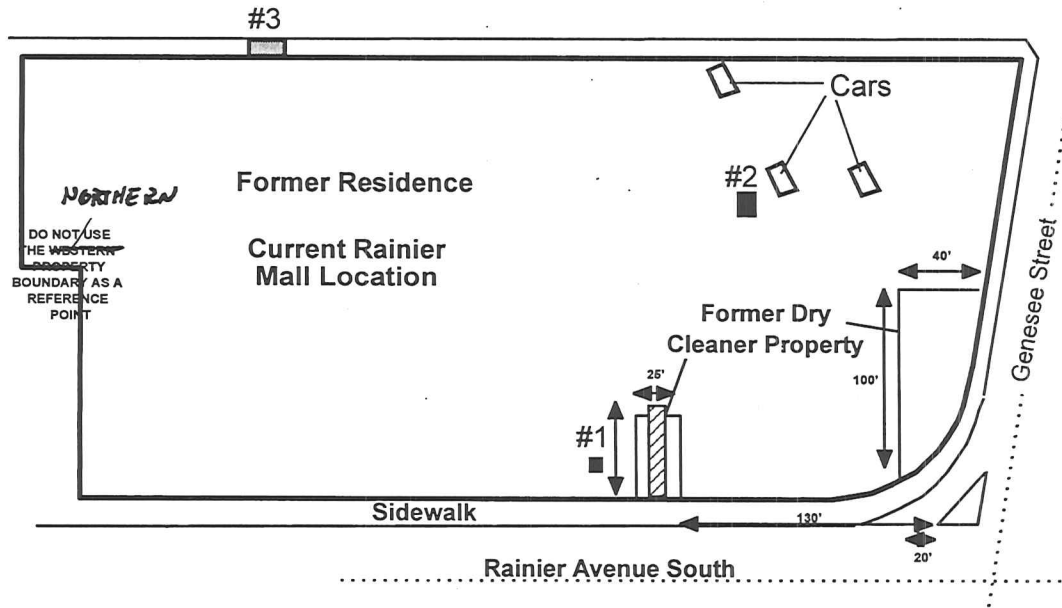 #3
Cars
#2
NORTHERN
Former Residence
DO NOT USE
THE WESTERN
PROPERTY
BOUNDARY AS A
REFERENCE
POINT
Current Rainier
Mall Location
40'
Former Dry
Cleaner Property
Genesee Street
25'
100'
#1
Sidewalk
130'
20'
Rainier Avenue South